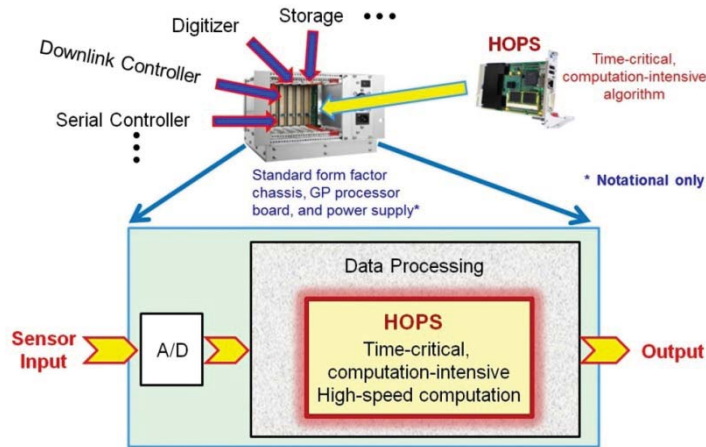 Storage •••
Digitizer
Downlink Controller
Serial Controller
HOPS
Time-critical,
computation-intensive
algorithm
Standard form factor
chassis, GP processor
board, and power supply*
* Notational only
Data Processing
Sensor
Input
A/D
HOPS
Time-critical,
computation-intensive
High-speed computation
Output